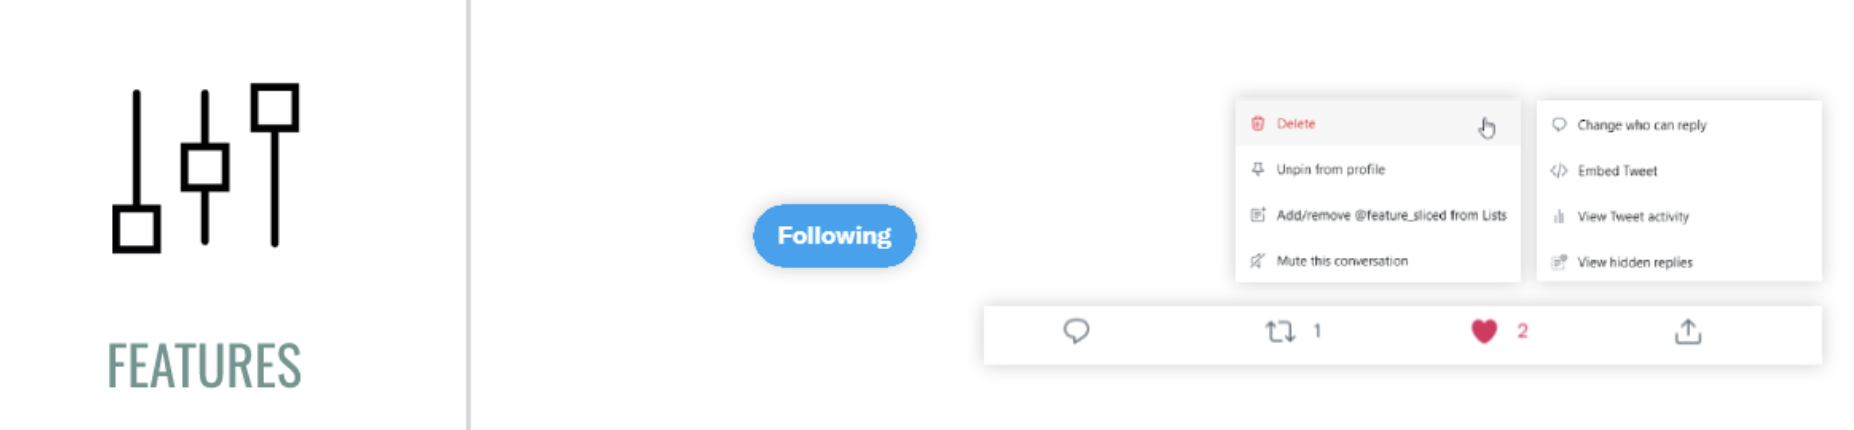 FEATURES
Following
Delete
Unpin from profile
Add/remove @feature_sliced from Lists
Mute this conversation
Change who can reply
Embed Tweet
View Tweet activity
View hidden replies
1
2